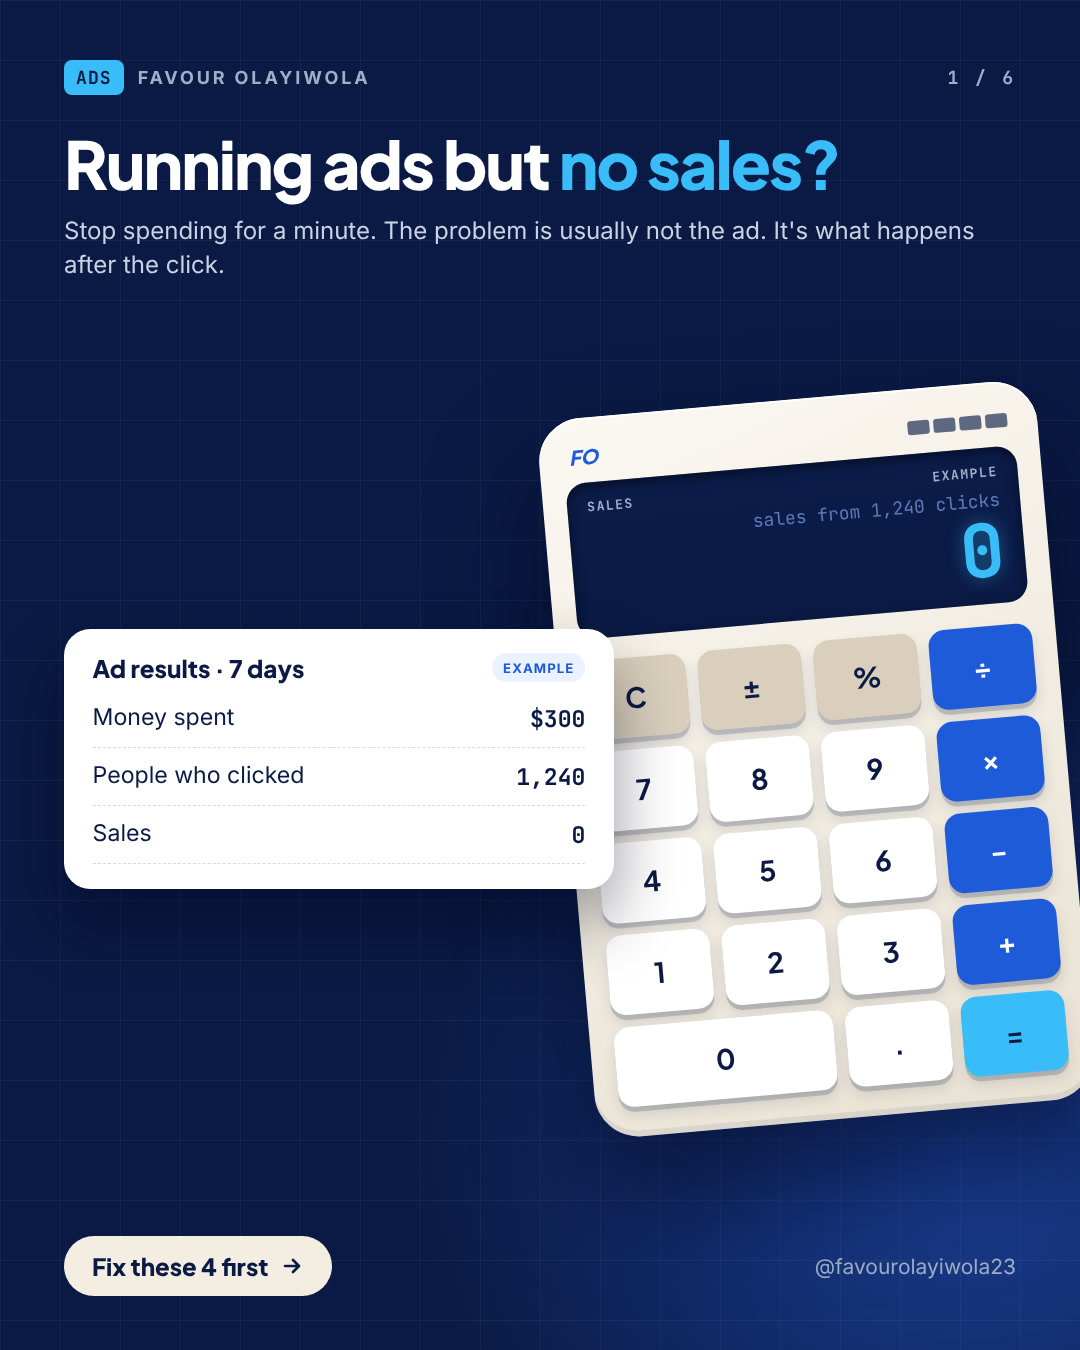 ADS FAVOUR OLAYIWOLA 1 / 6
Running ads but no sales?
Stop spending for a minute. The problem is usually not the ad. It's what happens
after the click.
FO
SALES EXAMPLE
sales from 1,240 clicks
0
Ad results · 7 days EXAMPLE
Money spent $300
People who clicked 1,240
Sales 0
C ± % ÷
7 8 9 ×
4 5 6 −
1 2 3 +
0 . =
Fix these 4 first →
@favourolayiwola23